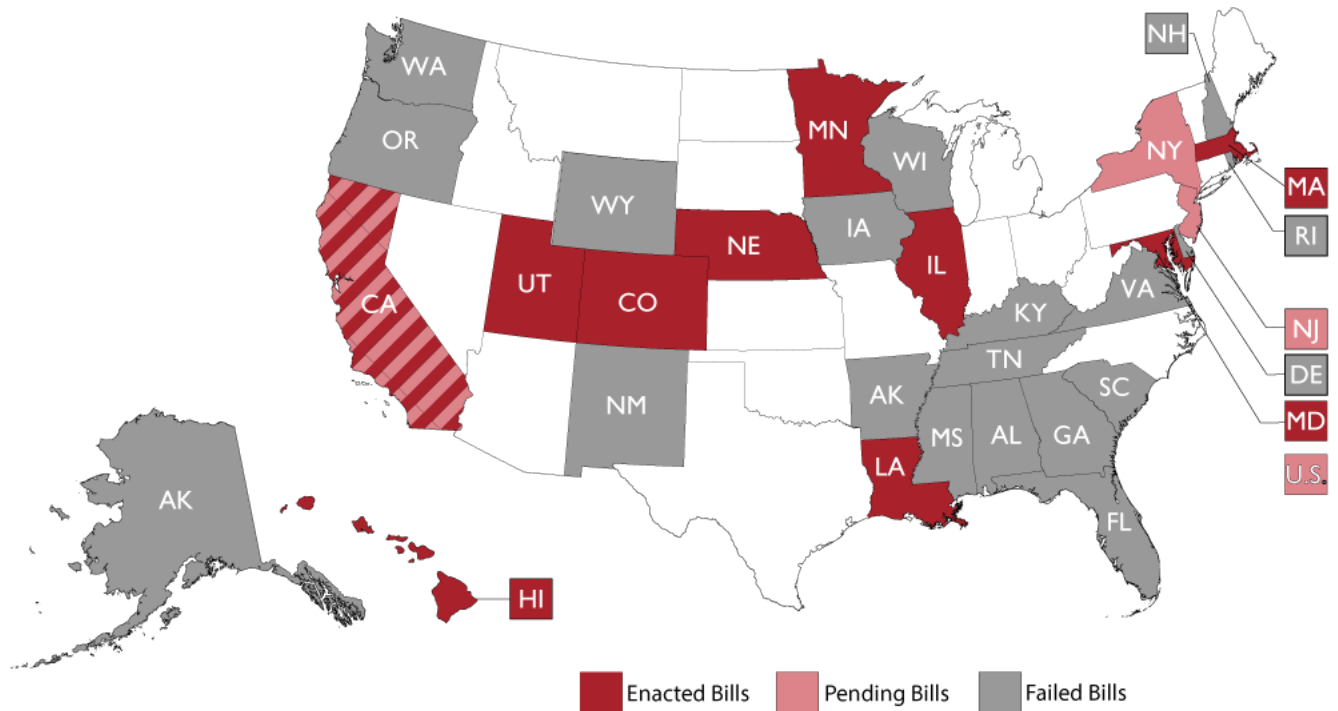 NH
WA
MN
OR
NY
WI
MA
WY
IA
NE
RI
IL
UT
CO
VA
CA
KY
NJ
TN
DE
SC
AK
NM
MD
MS
AL
GA
LA
U.S.
AK
FL
HI
Enacted Bills
Pending Bills
Failed Bills